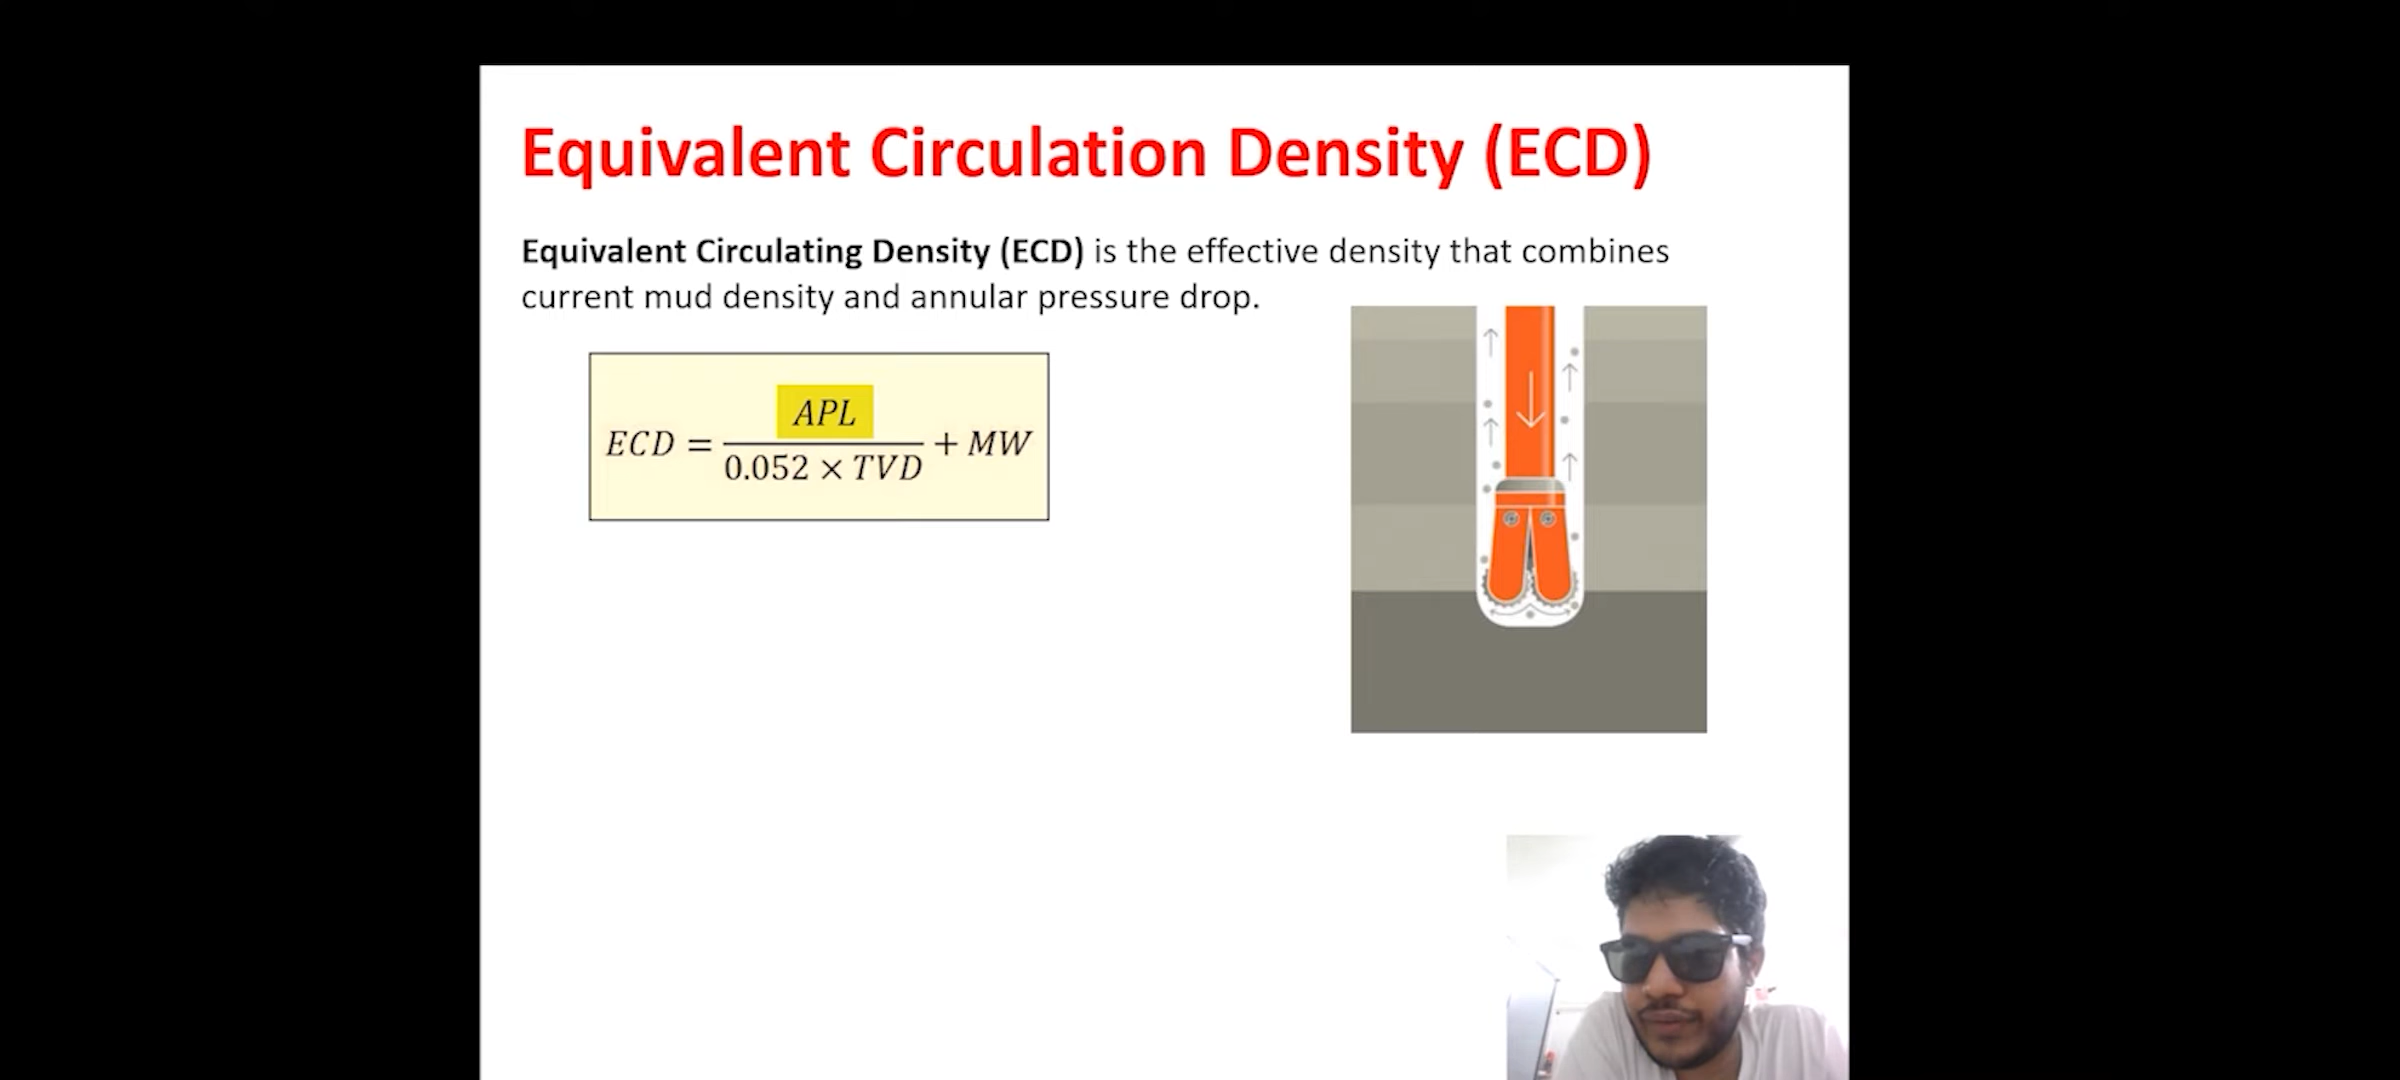 Equivalent Circulation Density (ECD)
Equivalent Circulating Density (ECD) is the effective density that combines
current mud density and annular pressure drop.
ECD = APL / 0.052 × TVD + MW